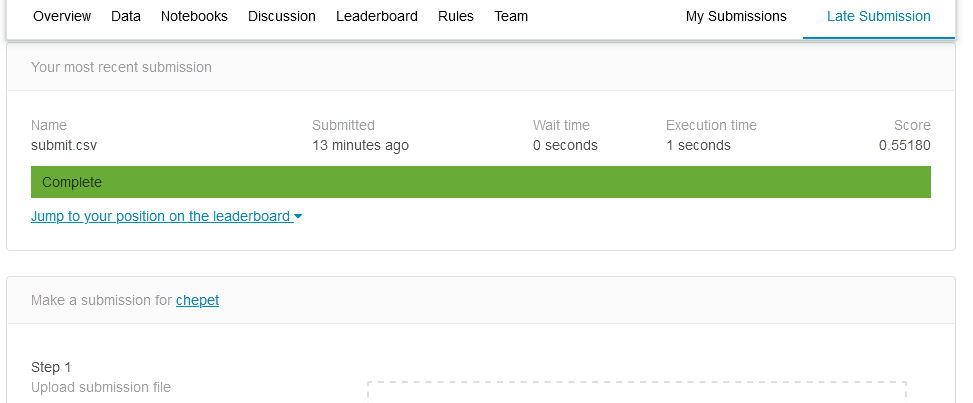 Overview Data Notebooks Discussion Leaderboard Rules Team My Submissions Late Submission
Your most recent submission
Name Submitted Wait time Execution time Score
submit.csv 13 minutes ago 0 seconds 1 seconds 0.55180
Complete
Jump to your position on the leaderboard
Make a submission for chepet
Step 1
Upload submission file